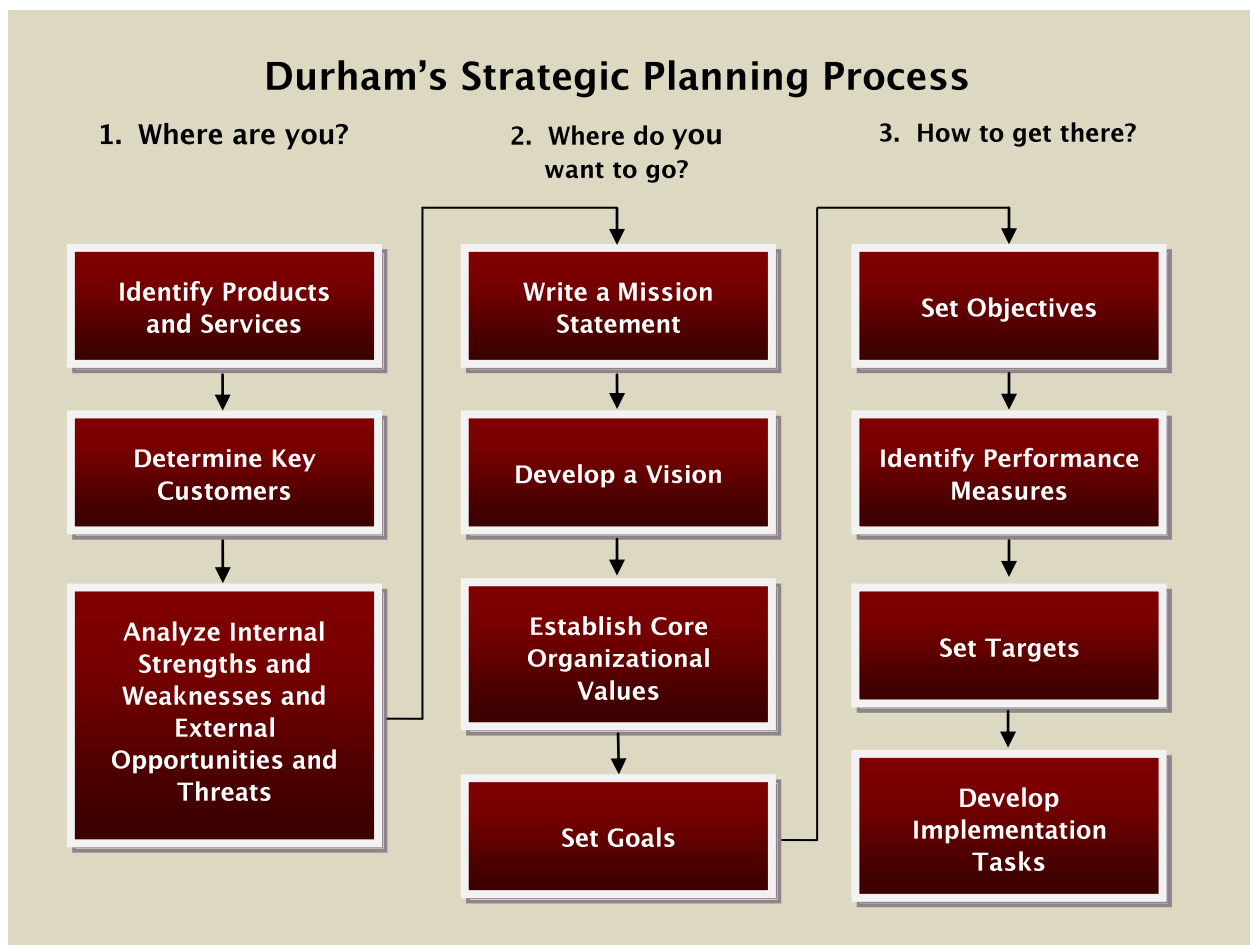 Durham’s Strategic Planning Process
1. Where are you?
Identify Products
and Services
Determine Key
Customers
Analyze Internal
Strengths and
Weaknesses and
External
Opportunities and
Threats
2. Where do you
want to go?
Write a Mission
Statement
Develop a Vision
Establish Core
Organizational
Values
Set Goals
3. How to get there?
Set Objectives
Identify Performance
Measures
Set Targets
Develop
Implementation
Tasks